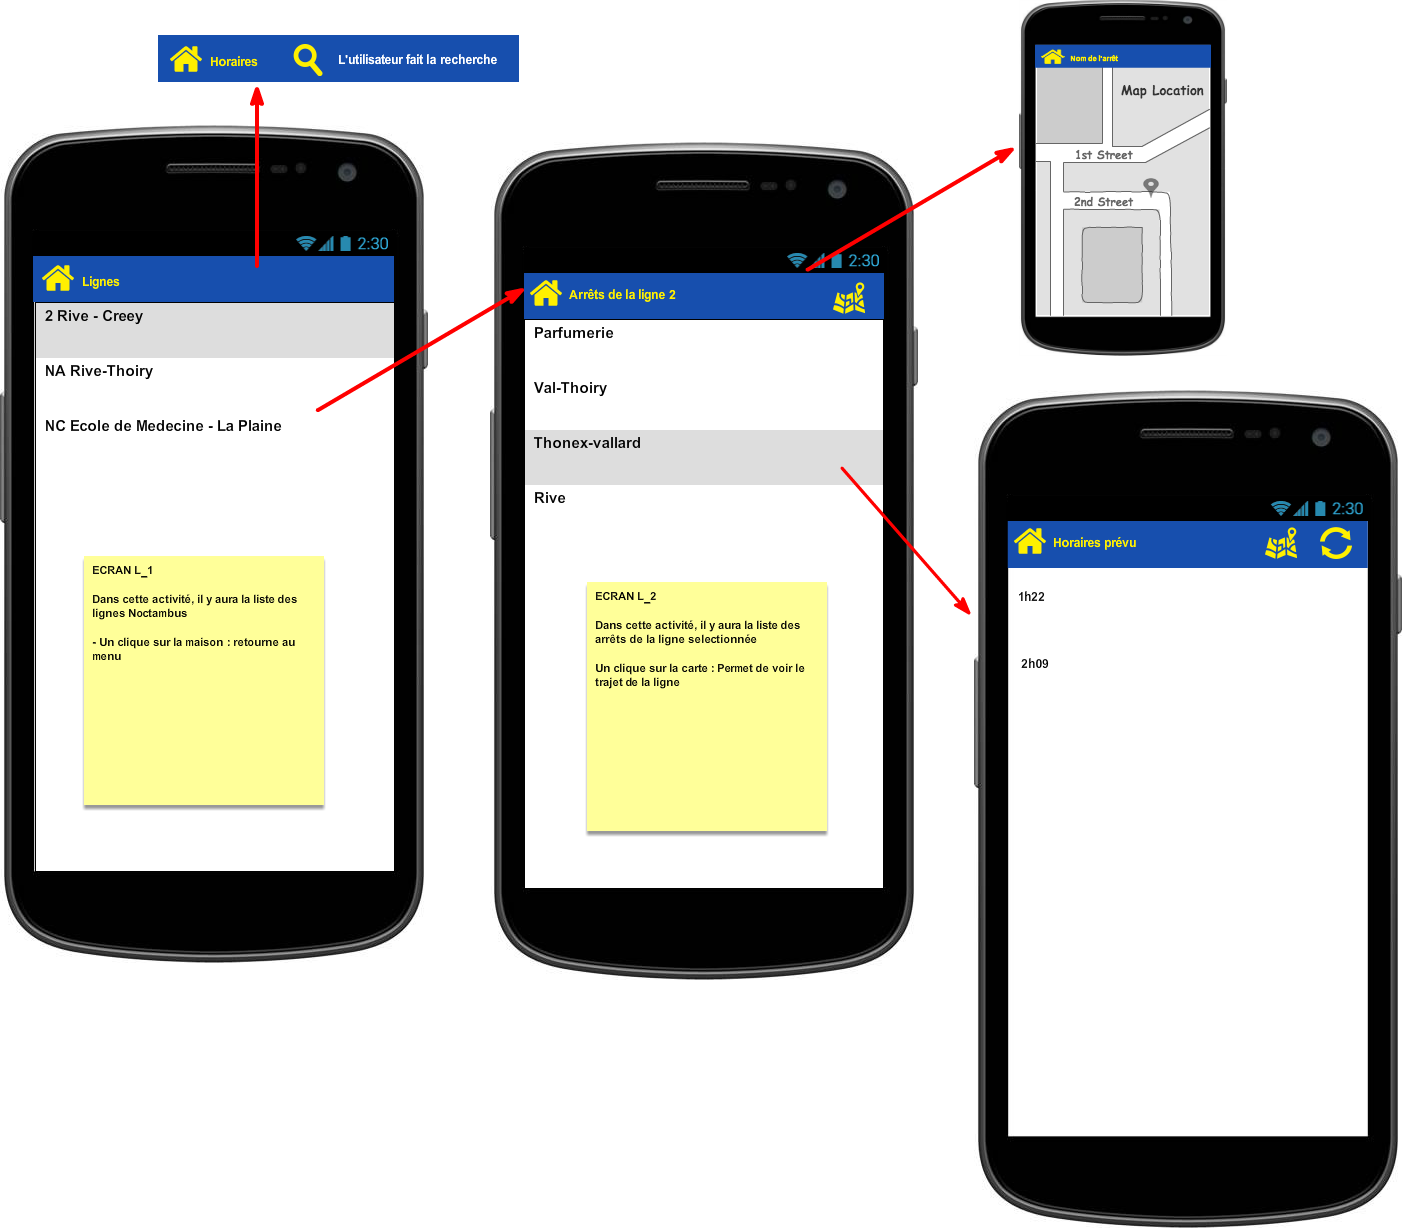 Horaires
L'utilisateur fait la recherche
2:30
Lignes
2 Rive - Creey
NA Rive-Thoiry
NC Ecole de Medecine - La Plaine
ECRAN L_1
Dans cette activité, il y aura la liste des
lignes Noctambus
- Un clique sur la maison : retourne au
menu
2:30
Arrêts de la ligne 2
Parfumerie
Val-Thoiry
Thonex-vallard
Rive
ECRAN L_2
Dans cette activité, il y aura la liste des
arrêts de la ligne selectionnée
Un clique sur la carte : Permet de voir le
trajet de la ligne
Nom de l'arrêt
Map Location
1st Street
2nd Street
2:30
Horaires prévu
1h22
2h09